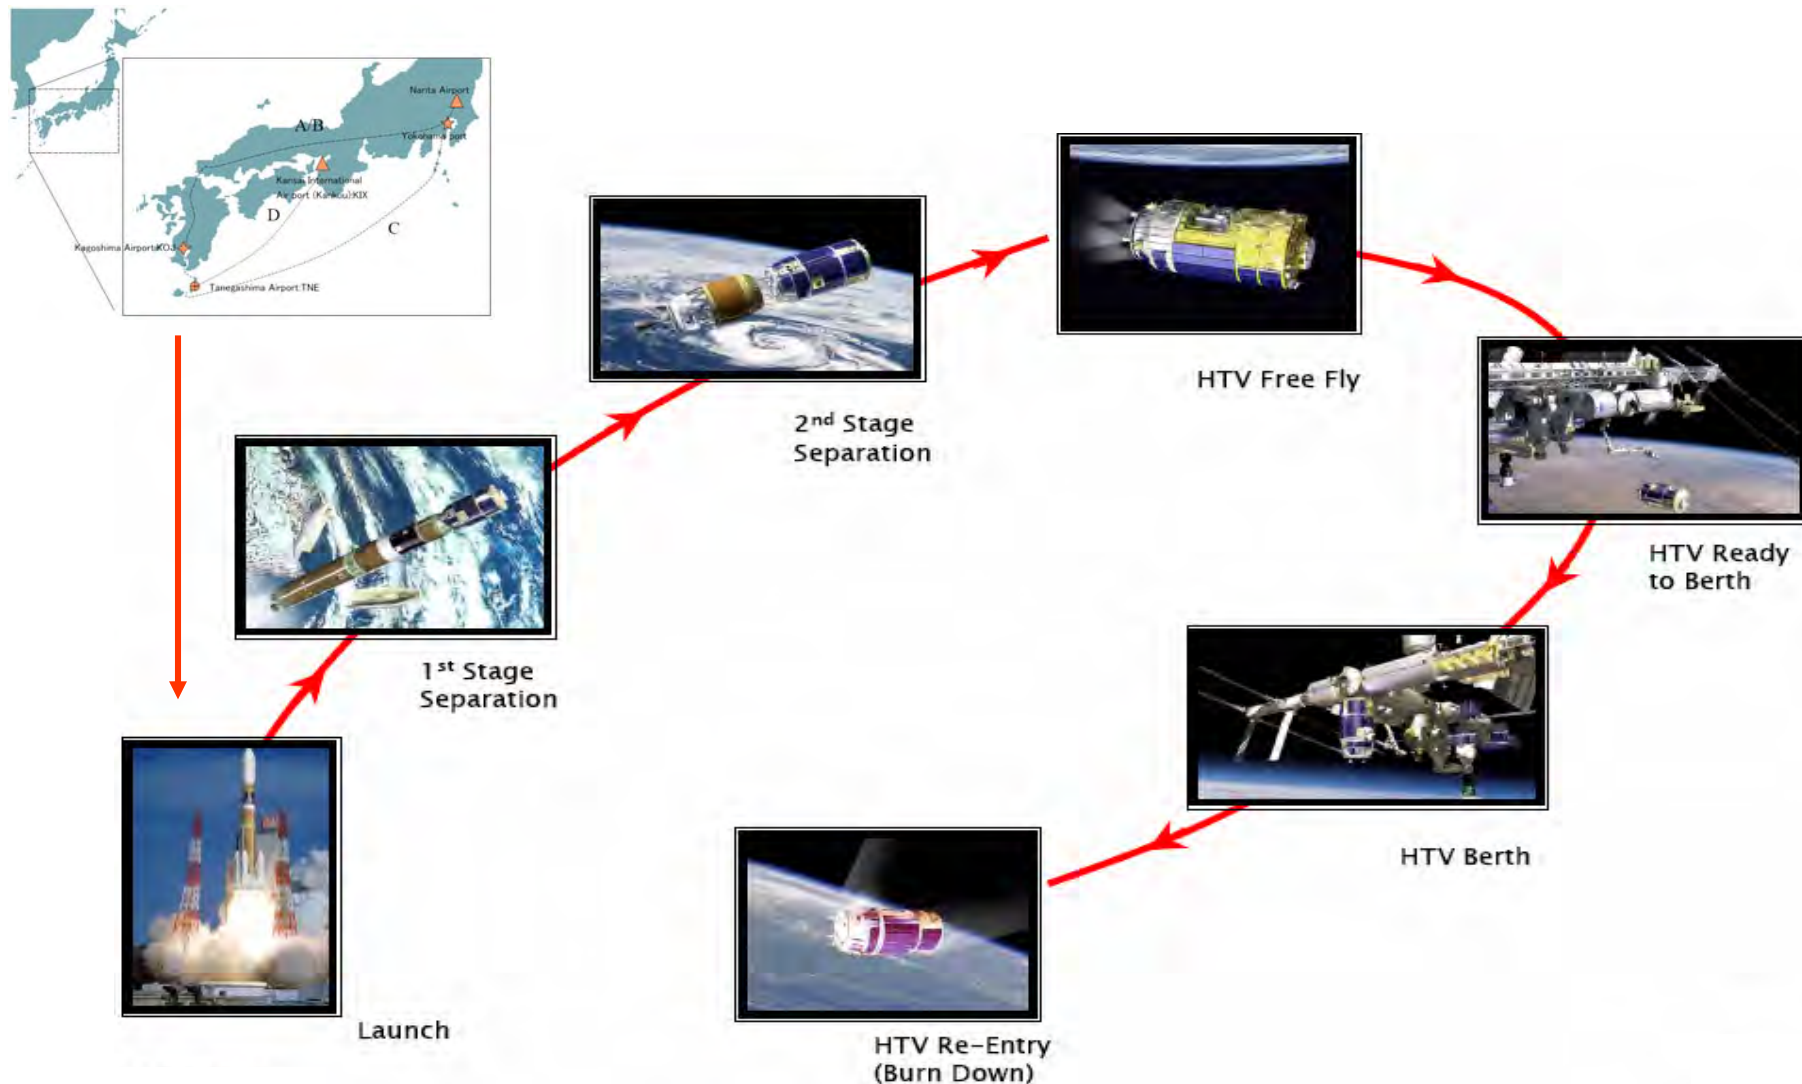 Narita Airport
A/B
Yokohama port
Kansai International
Airport (Kankuu):KIX
D
C
Kagoshima Airport:KOJ
Tanegashima Airport:TNE
2nd Stage
Separation
HTV Free Fly
HTV Ready
to Berth
1st Stage
Separation
HTV Berth
Launch
HTV Re-Entry
(Burn Down)